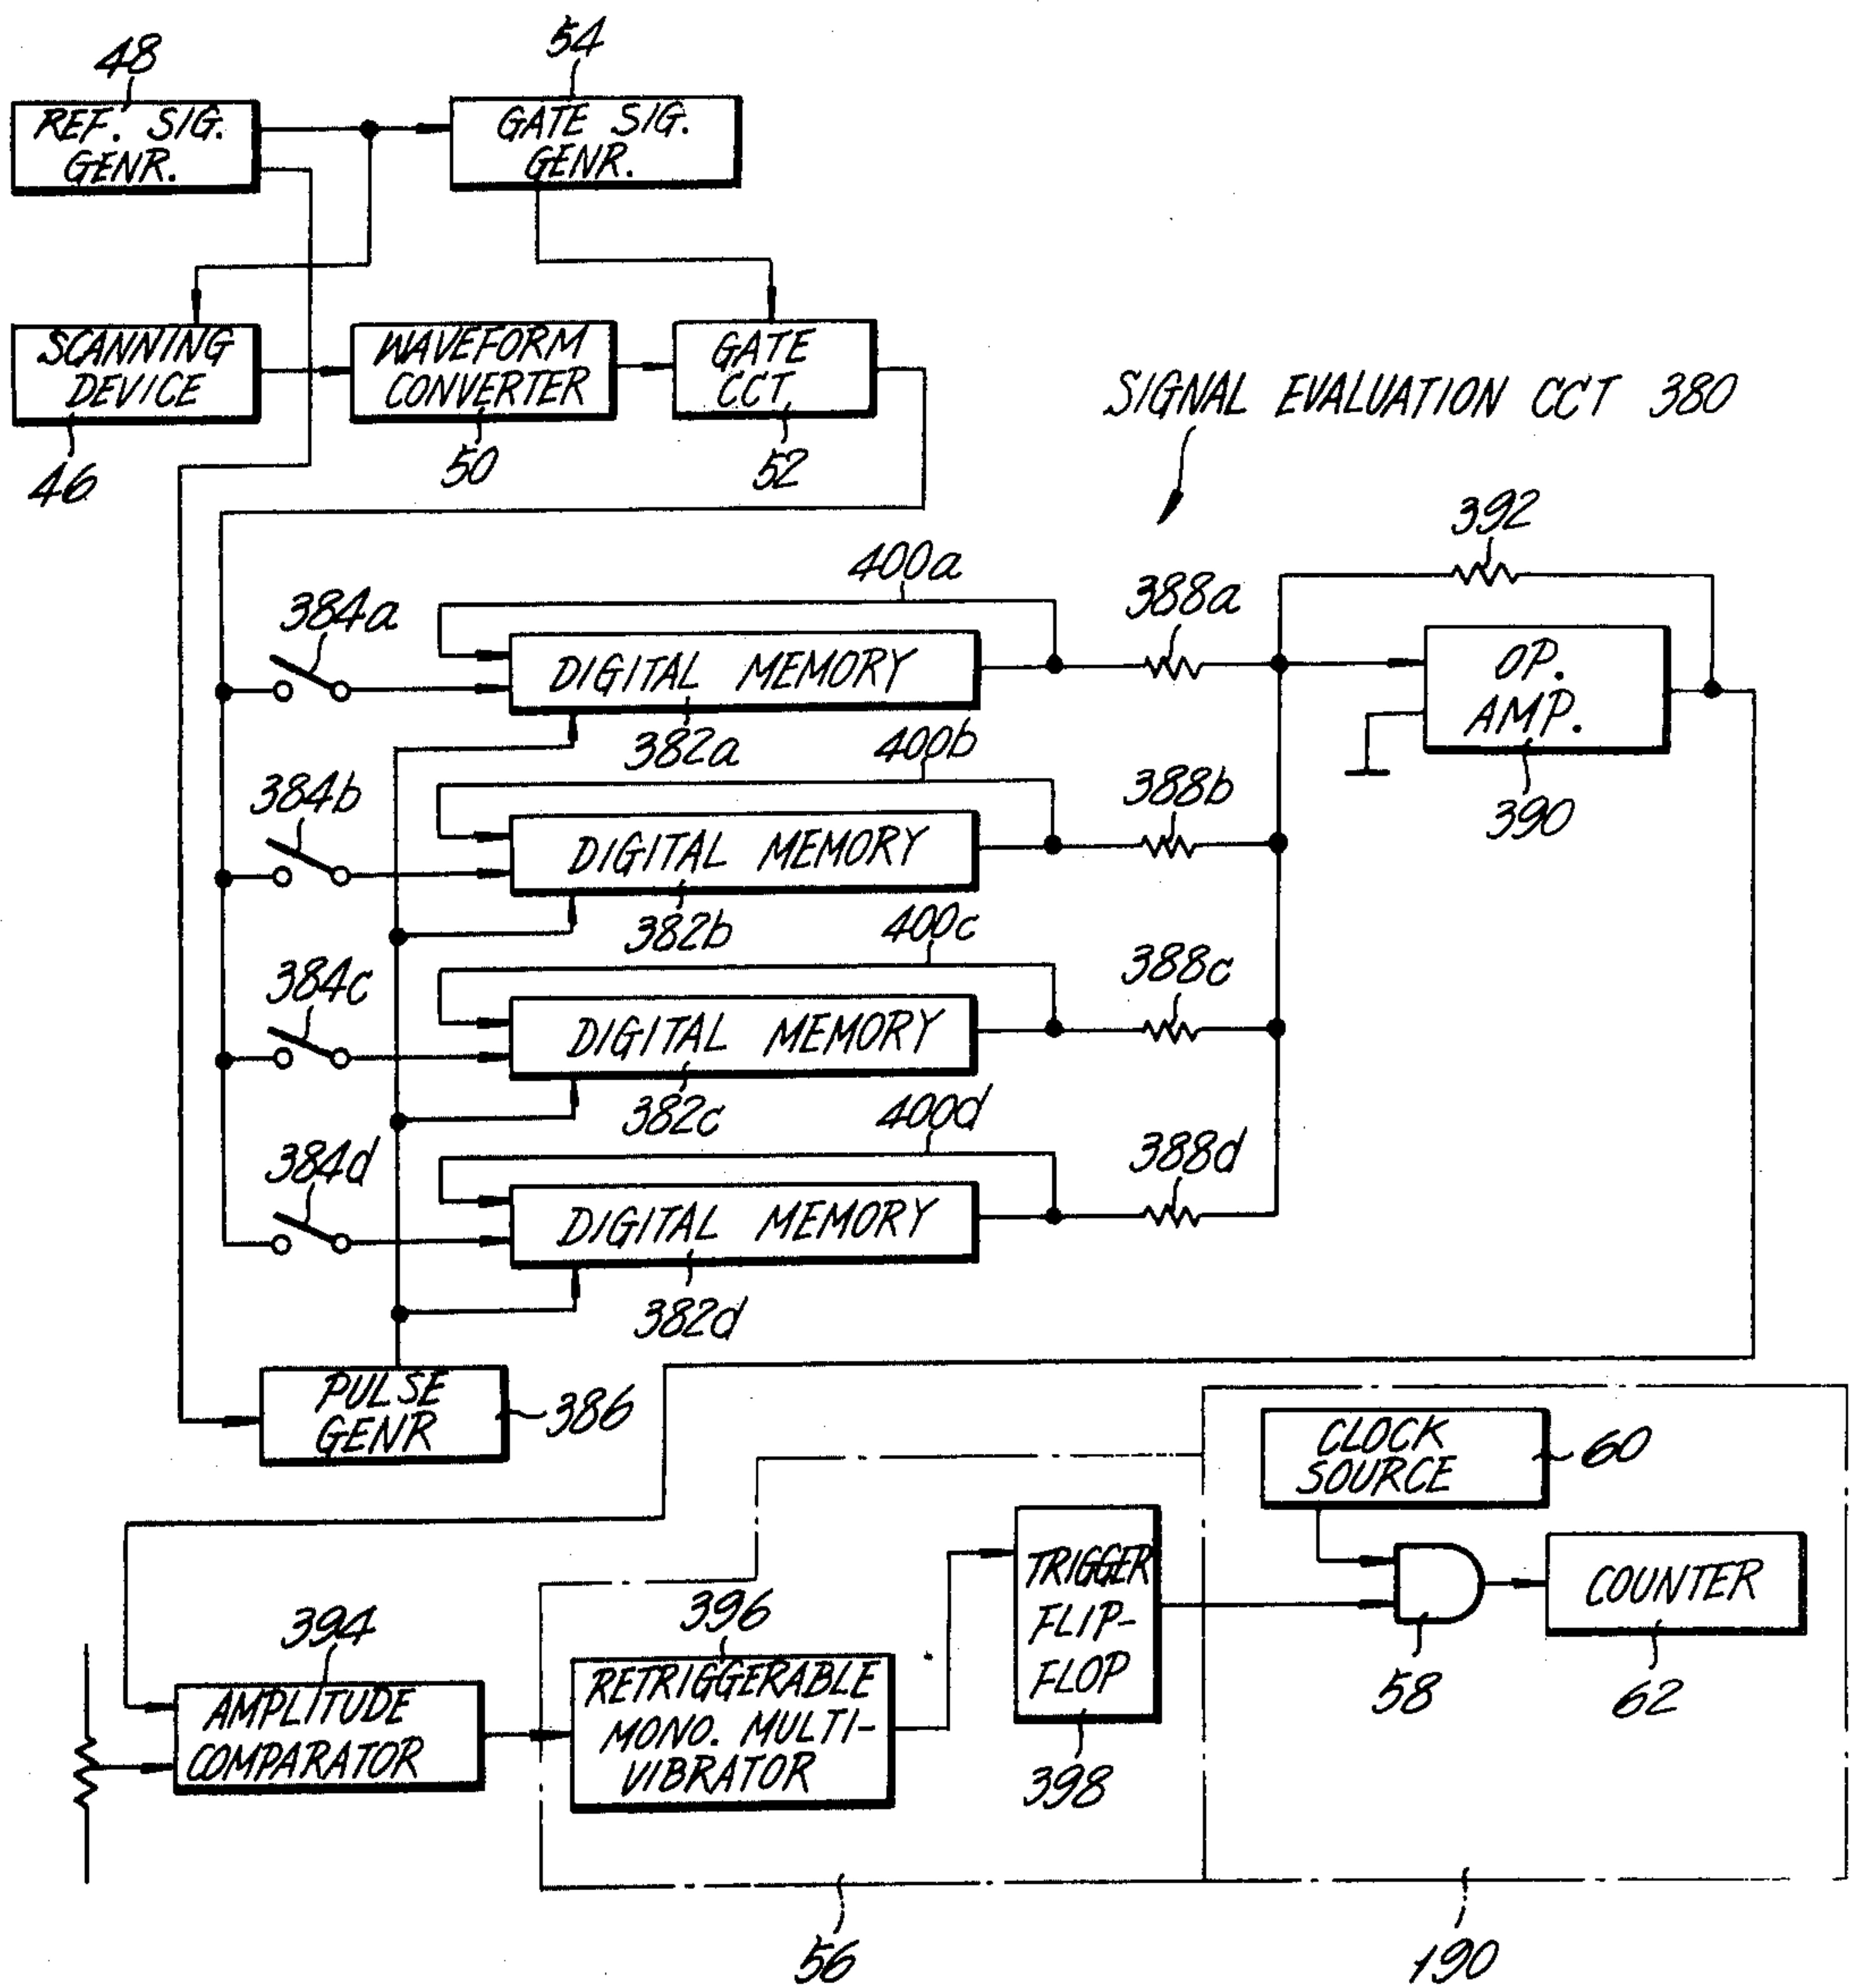 48
54
REF. SIG.
GENR.
GATE SIG.
GENR.
SCANNING
DEVICE
WAVEFORM
CONVERTER
GATE
CCT.
46
50
52
SIGNAL EVALUATION CCT 380
392
400a
388a
384a
DIGITAL MEMORY
OP.
AMP.
382a
400b
390
384b
388b
DIGITAL MEMORY
382b
400c
384c
388c
DIGITAL MEMORY
382c
400d
384d
388d
DIGITAL MEMORY
382d
PULSE
GENR
386
CLOCK
SOURCE
60
394
396
TRIGGER
FLIP-
FLOP
COUNTER
58
62
AMPLITUDE
COMPARATOR
RETRIGGERABLE
MONO. MULTI-
VIBRATOR
398
56
190